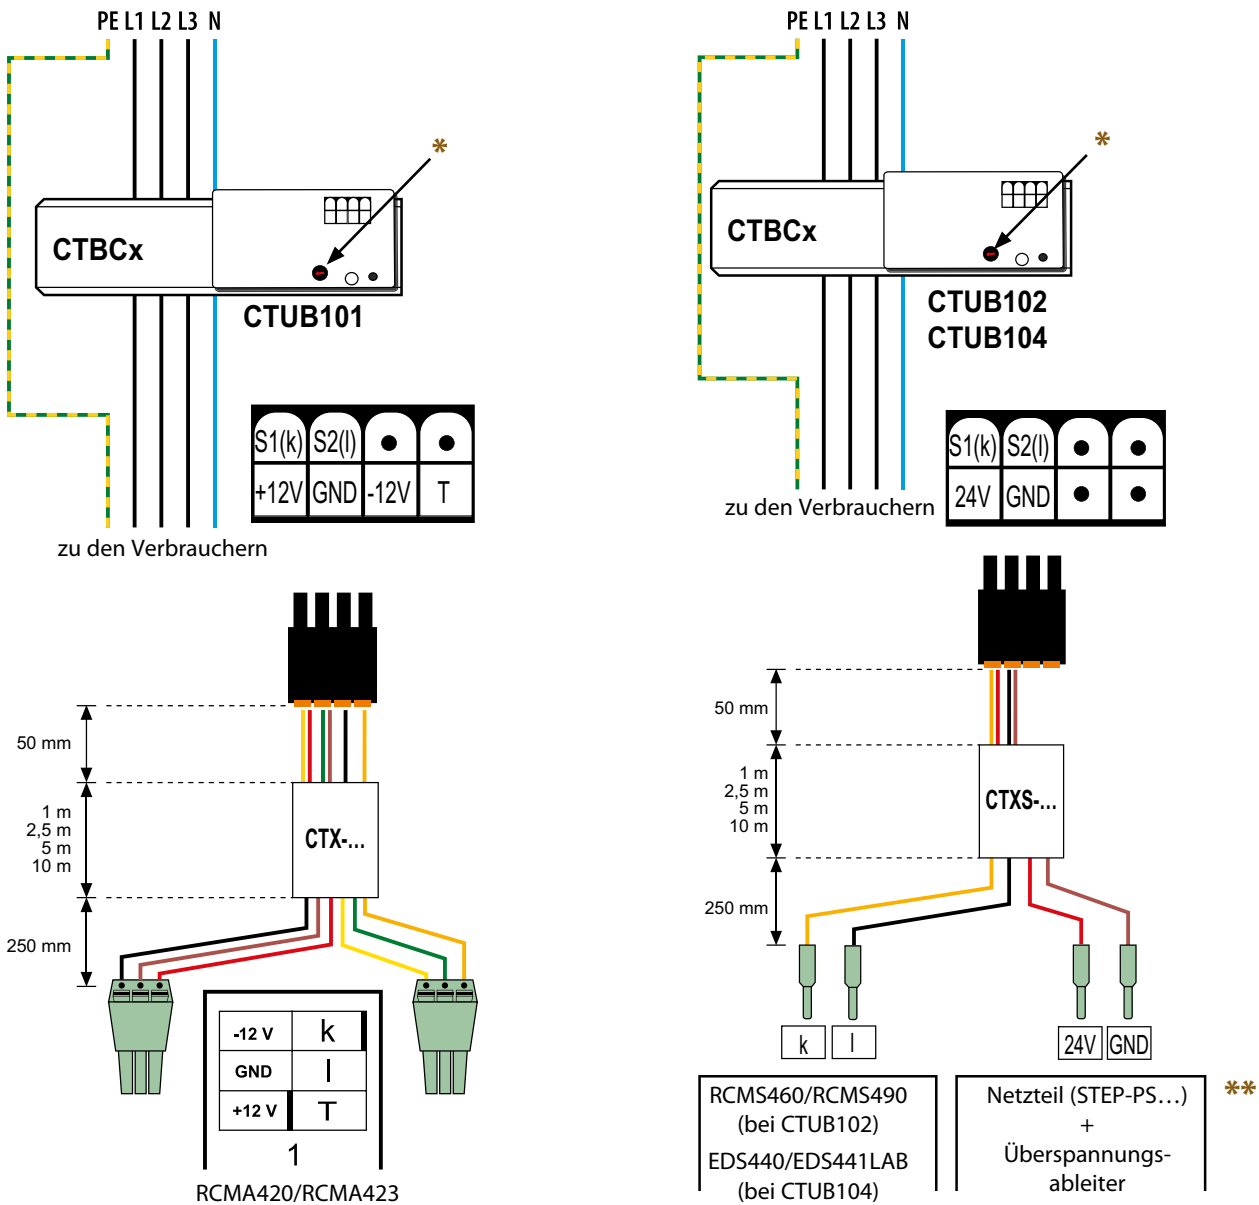 PE L1 L2 L3 N
*
CTBCx
CTUB101
S1(k) S2(l)
+12V GND -12V T
zu den Verbrauchern
50 mm
1 m
2,5 m
5 m
10 m
CTX-...
250 mm
-12 V k
GND l
+12 V T
1
RCMA420/RCMA423
PE L1 L2 L3 N
*
CTBCx
CTUB102
CTUB104
S1(k) S2(l)
24V GND
zu den Verbrauchern
50 mm
1 m
2,5 m
5 m
10 m
CTXS-...
250 mm
k l 24V GND
RCMS460/RCMS490
(bei CTUB102)
EDS440/EDS441LAB
(bei CTUB104)
Netzteil (STEP-PS...)
+
Überspannungs-
ableiter
**